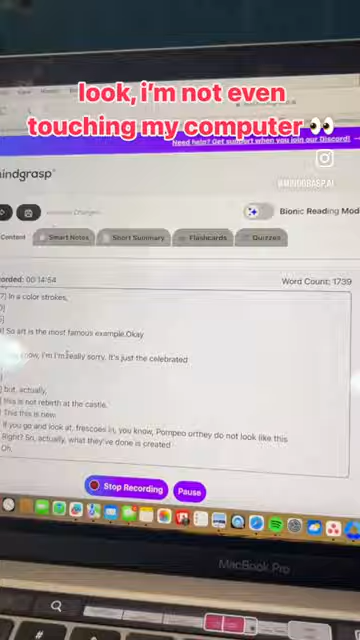 look, i'm not even
touching my computer 👀
Need help? Get support when you join our Discord!
mindgrasp
@MINDGRASP.AI
Bionic Reading Mod
Content
Smart Notes
Short Summary
Flashcards
Quizzes
orded: 00:14:54
Word Count: 1739
7] In a color strokes,
So art is the most famous example.Okay
know, I'm I'm really sorry. It's just the celebrated
but, actually,
this is not rebirth at the castle.
This this is new.
If you go and look at, frescoes in, you know, Pompeo orthey do not look like this
Right? So, actually, what they've done is created
Oh,
Stop Recording
Pause
MacBook Pro